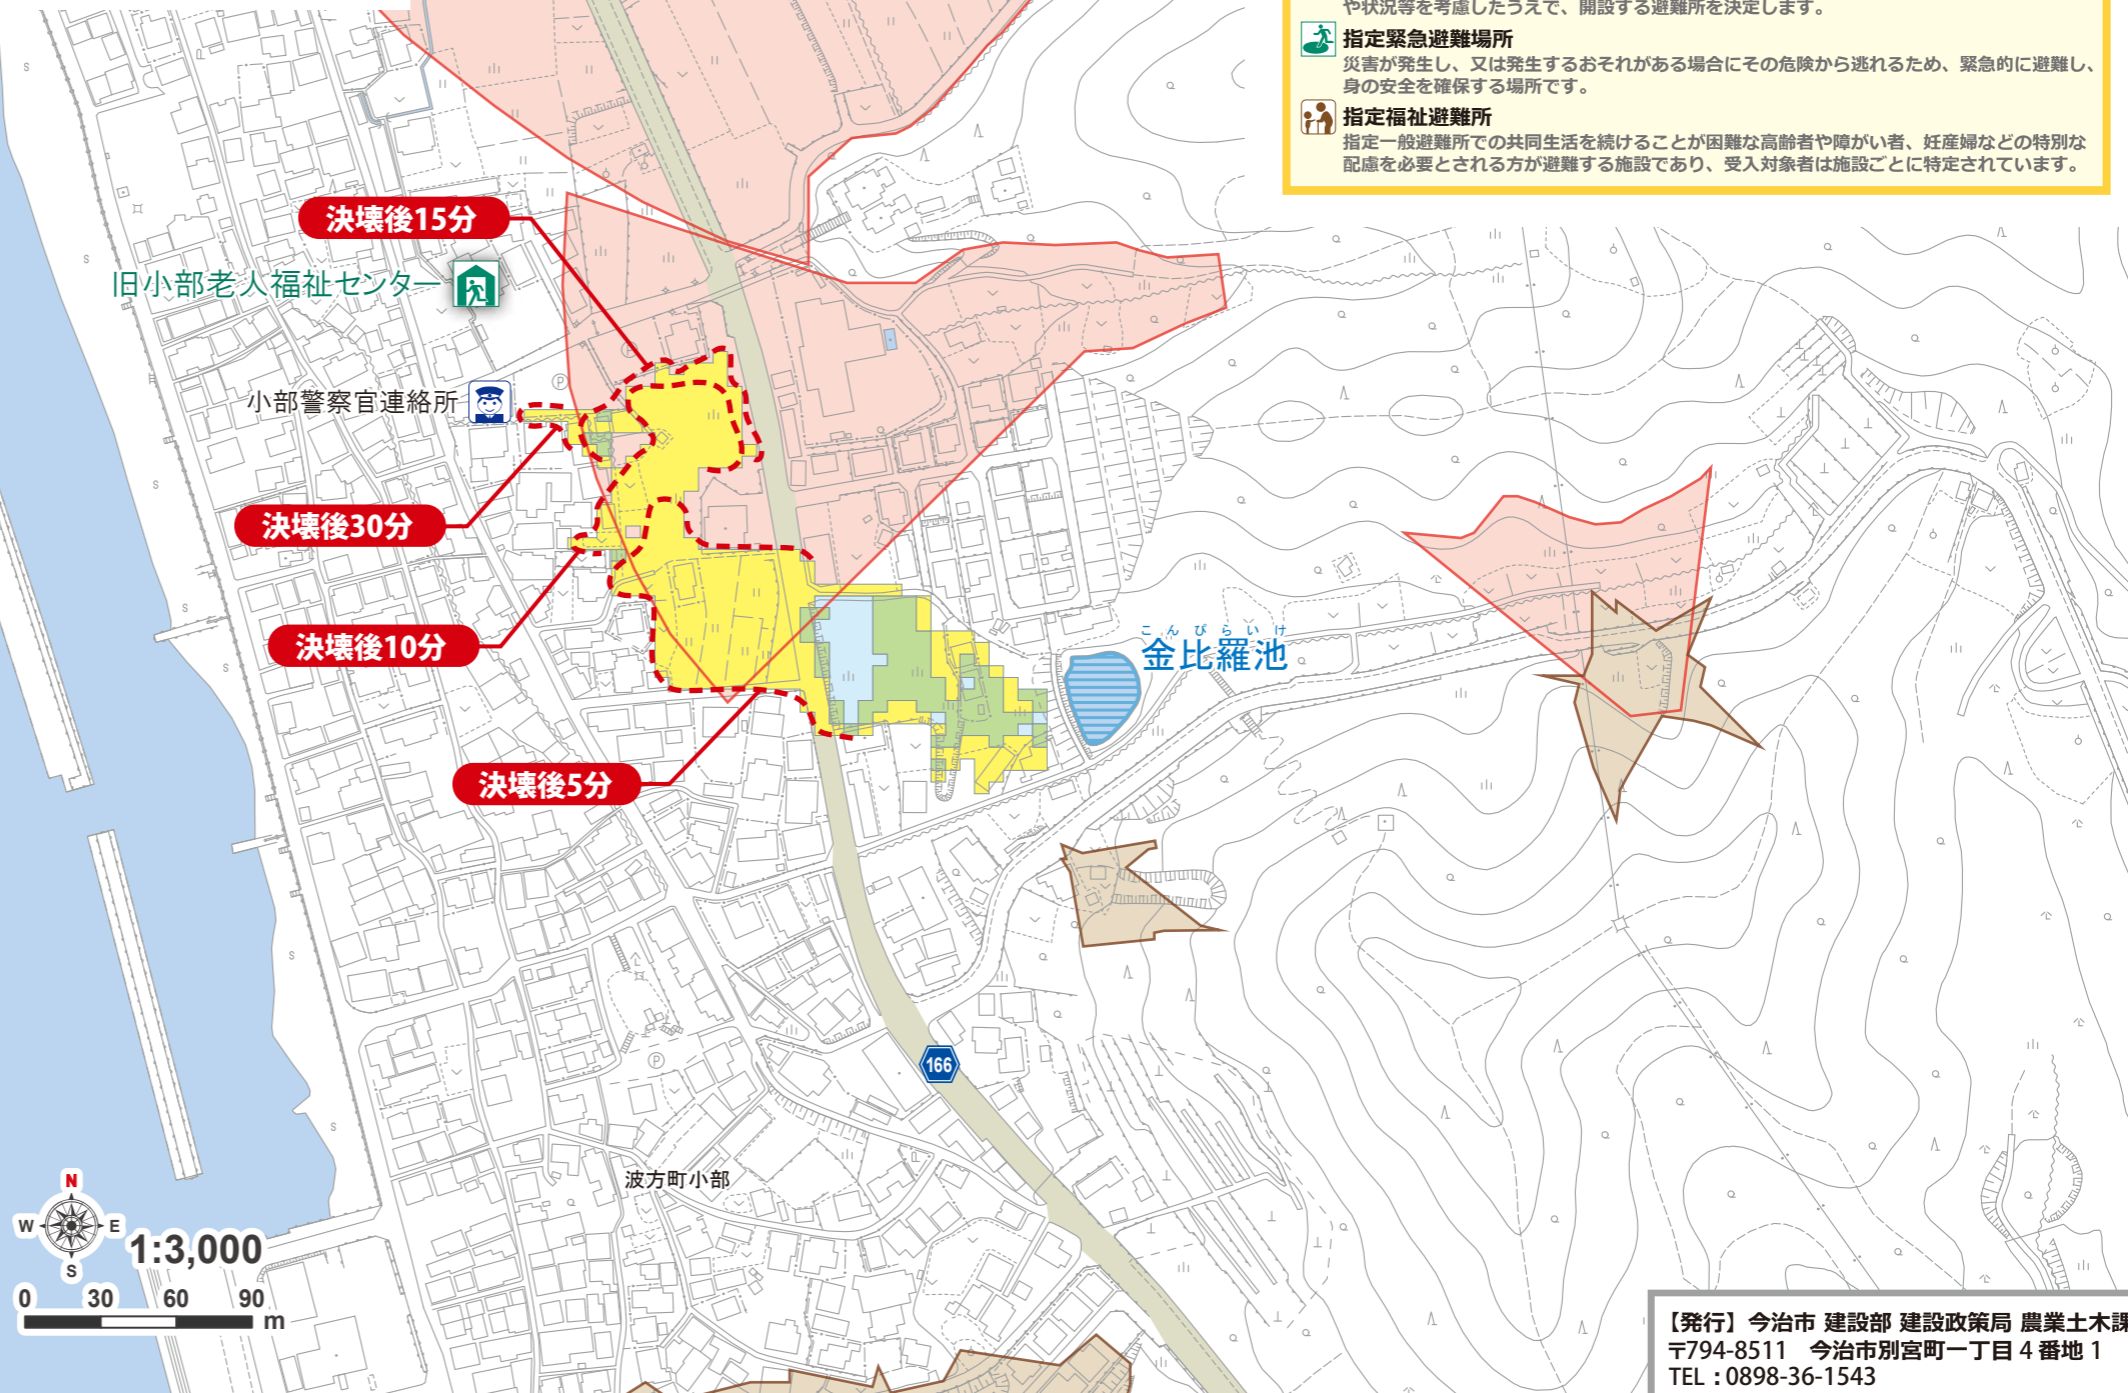 や状況等を考慮したうえで、開設する避難所を決定します。
指定緊急避難場所
災害が発生し、又は発生するおそれがある場合にその危険から逃れるため、緊急的に避難し、
身の安全を確保する場所です。
指定福祉避難所
指定一般避難所での共同生活を続けることが困難な高齢者や障がい者、妊産婦などの特別な
配慮を必要とされる方が避難する施設であり、受入対象者は施設ごとに特定されています。
決壊後15分
旧小部老人福祉センター
小部警察官連絡所
決壊後30分
決壊後10分
こんぴらいけ
金比羅池
決壊後5分
166
波方町小部
N
W E
S
1:3,000
0 30 60 90
m
【発行】今治市 建設部 建設政策局 農業土木課
〒794-8511 今治市別宮町一丁目4番地1
TEL:0898-36-1543